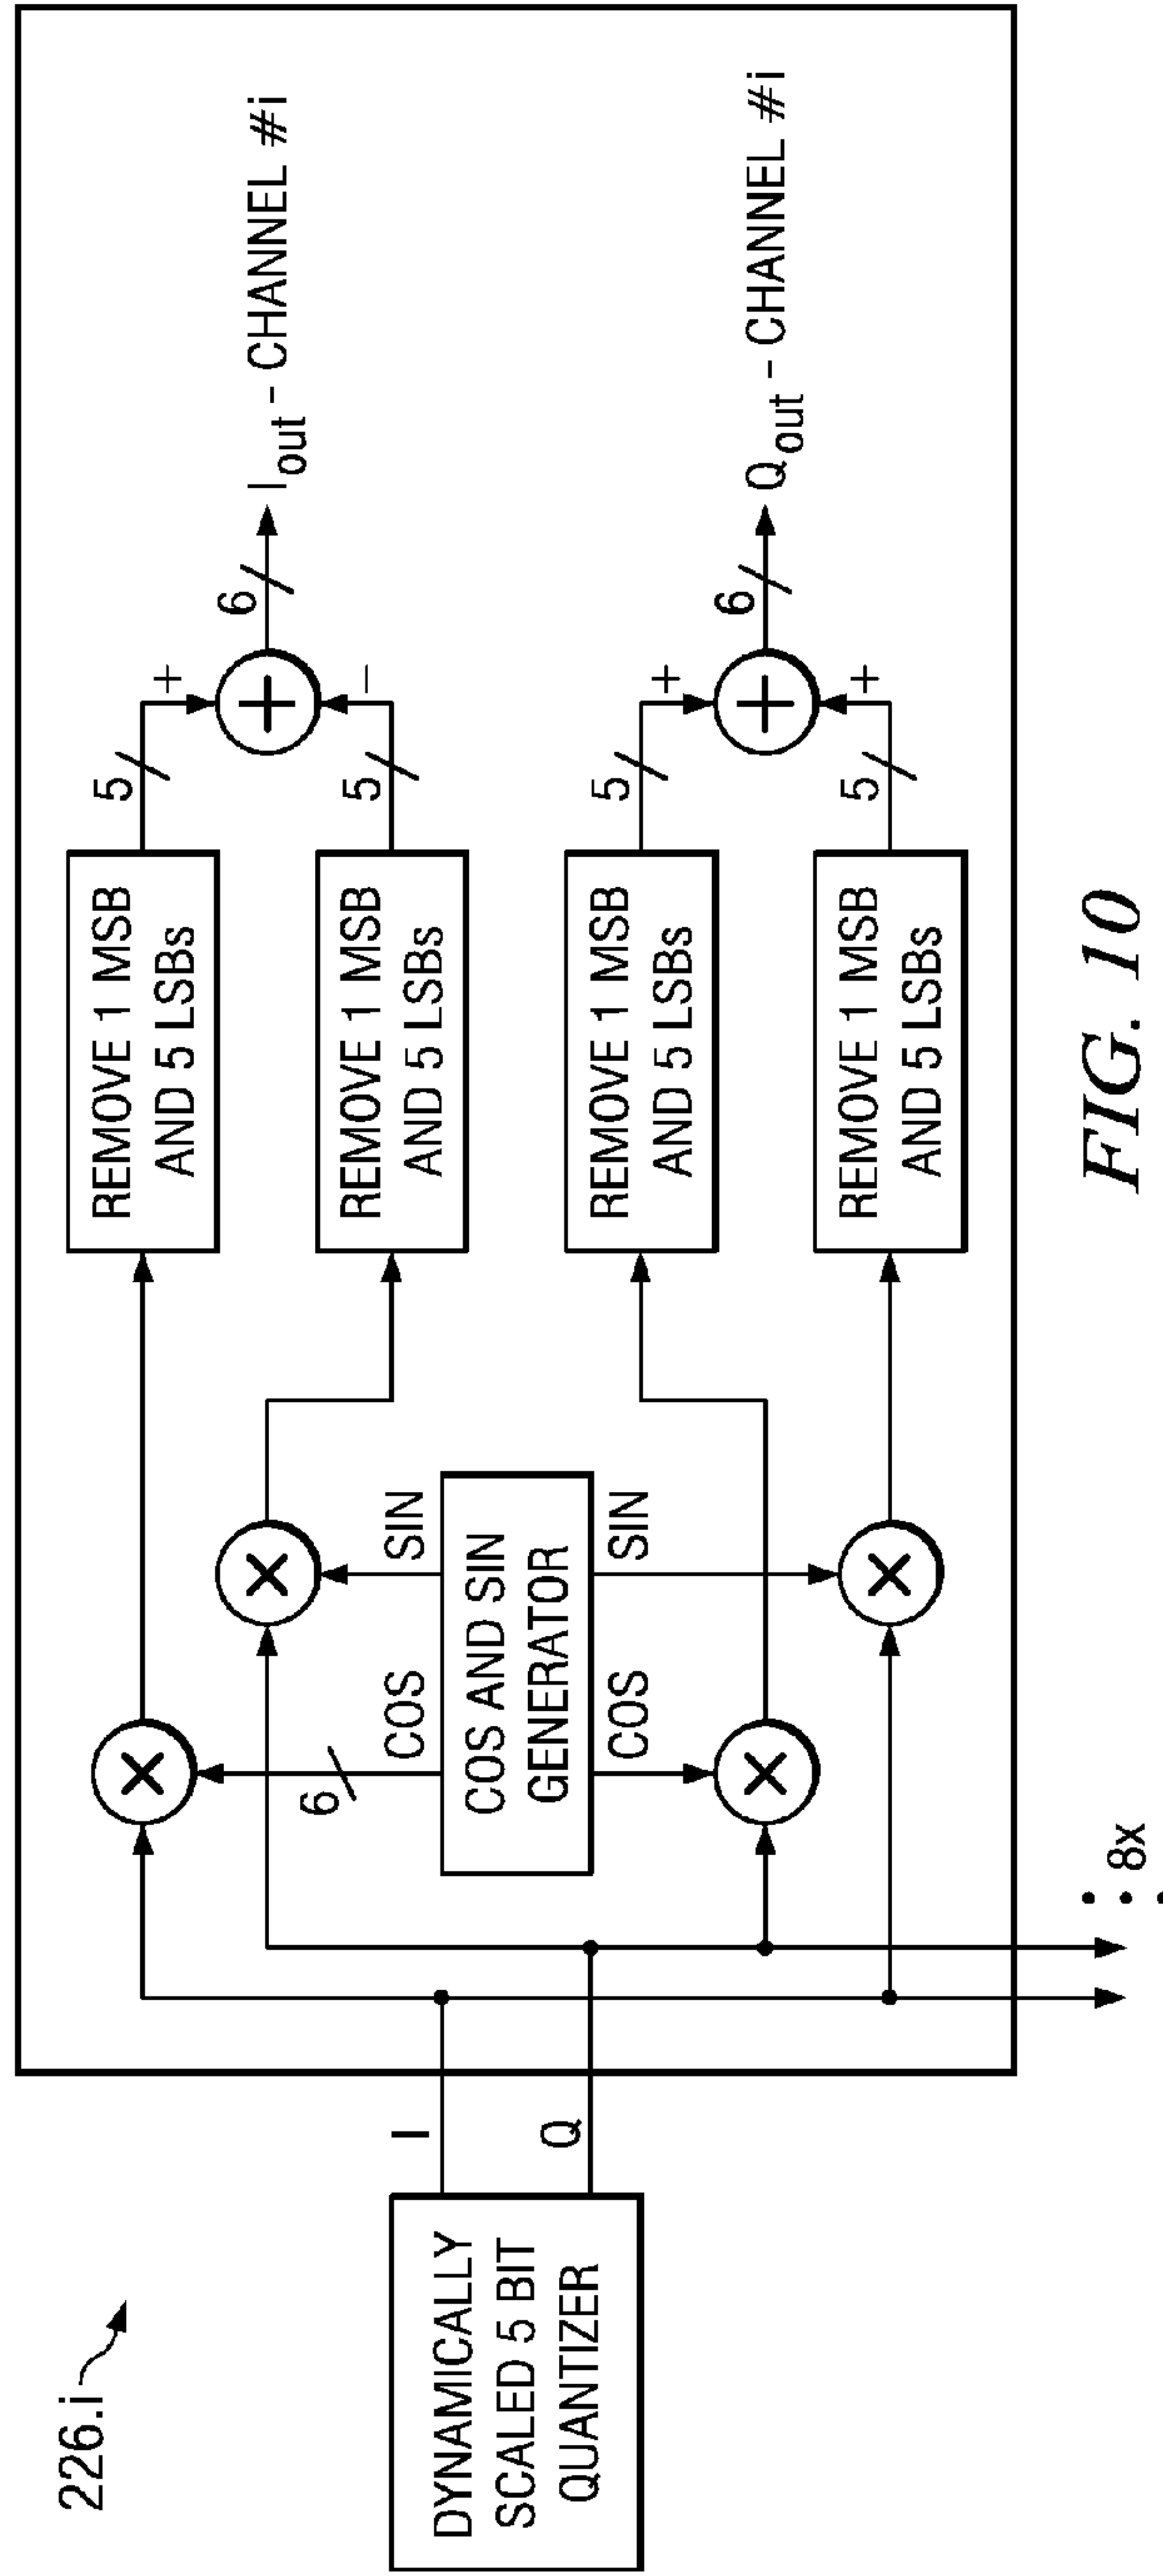 226.i
DYNAMICALLY
SCALED 5 BIT
QUANTIZER
I
Q
8x
6
COS
SIN
COS AND SIN
GENERATOR
COS
SIN
REMOVE 1 MSB
AND 5 LSBs
REMOVE 1 MSB
AND 5 LSBs
REMOVE 1 MSB
AND 5 LSBs
REMOVE 1 MSB
AND 5 LSBs
5
5
5
5
+
−
+
+
6
6
Iout - CHANNEL #i
Qout - CHANNEL #i
FIG. 10